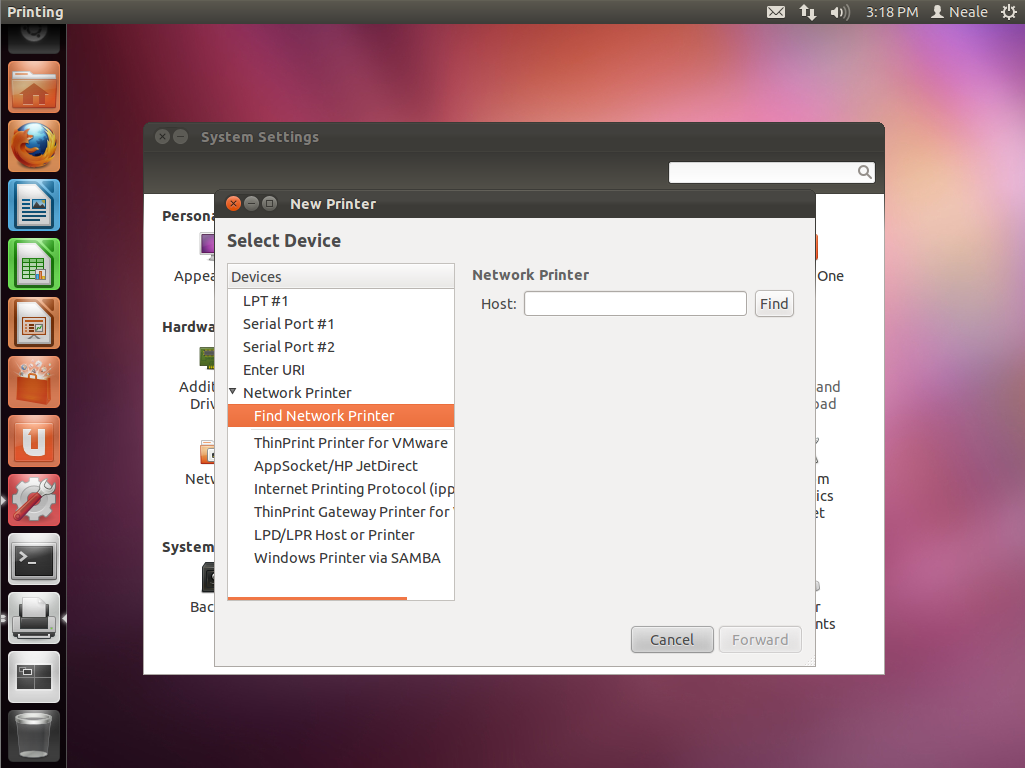 Printing
3:18 PM
Neale
System Settings
New Printer
Select Device
Devices
LPT #1
Serial Port #1
Serial Port #2
Enter URI
Network Printer
Find Network Printer
ThinPrint Printer for VMware
AppSocket/HP JetDirect
Internet Printing Protocol (ipp
ThinPrint Gateway Printer for
LPD/LPR Host or Printer
Windows Printer via SAMBA
Network Printer
Host:
Find
Cancel
Forward
Persona
Appea
One
Hardwa
Addit
Driv
and
oad
Netw
m
ics
et
System
Bac
r
nts